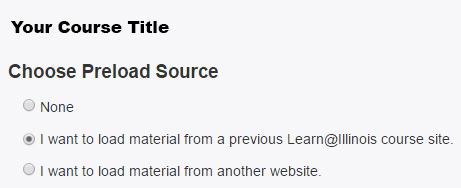 Your Course Title
Choose Preload Source
None
I want to load material from a previous Learn@Illinois course site.
I want to load material from another website.